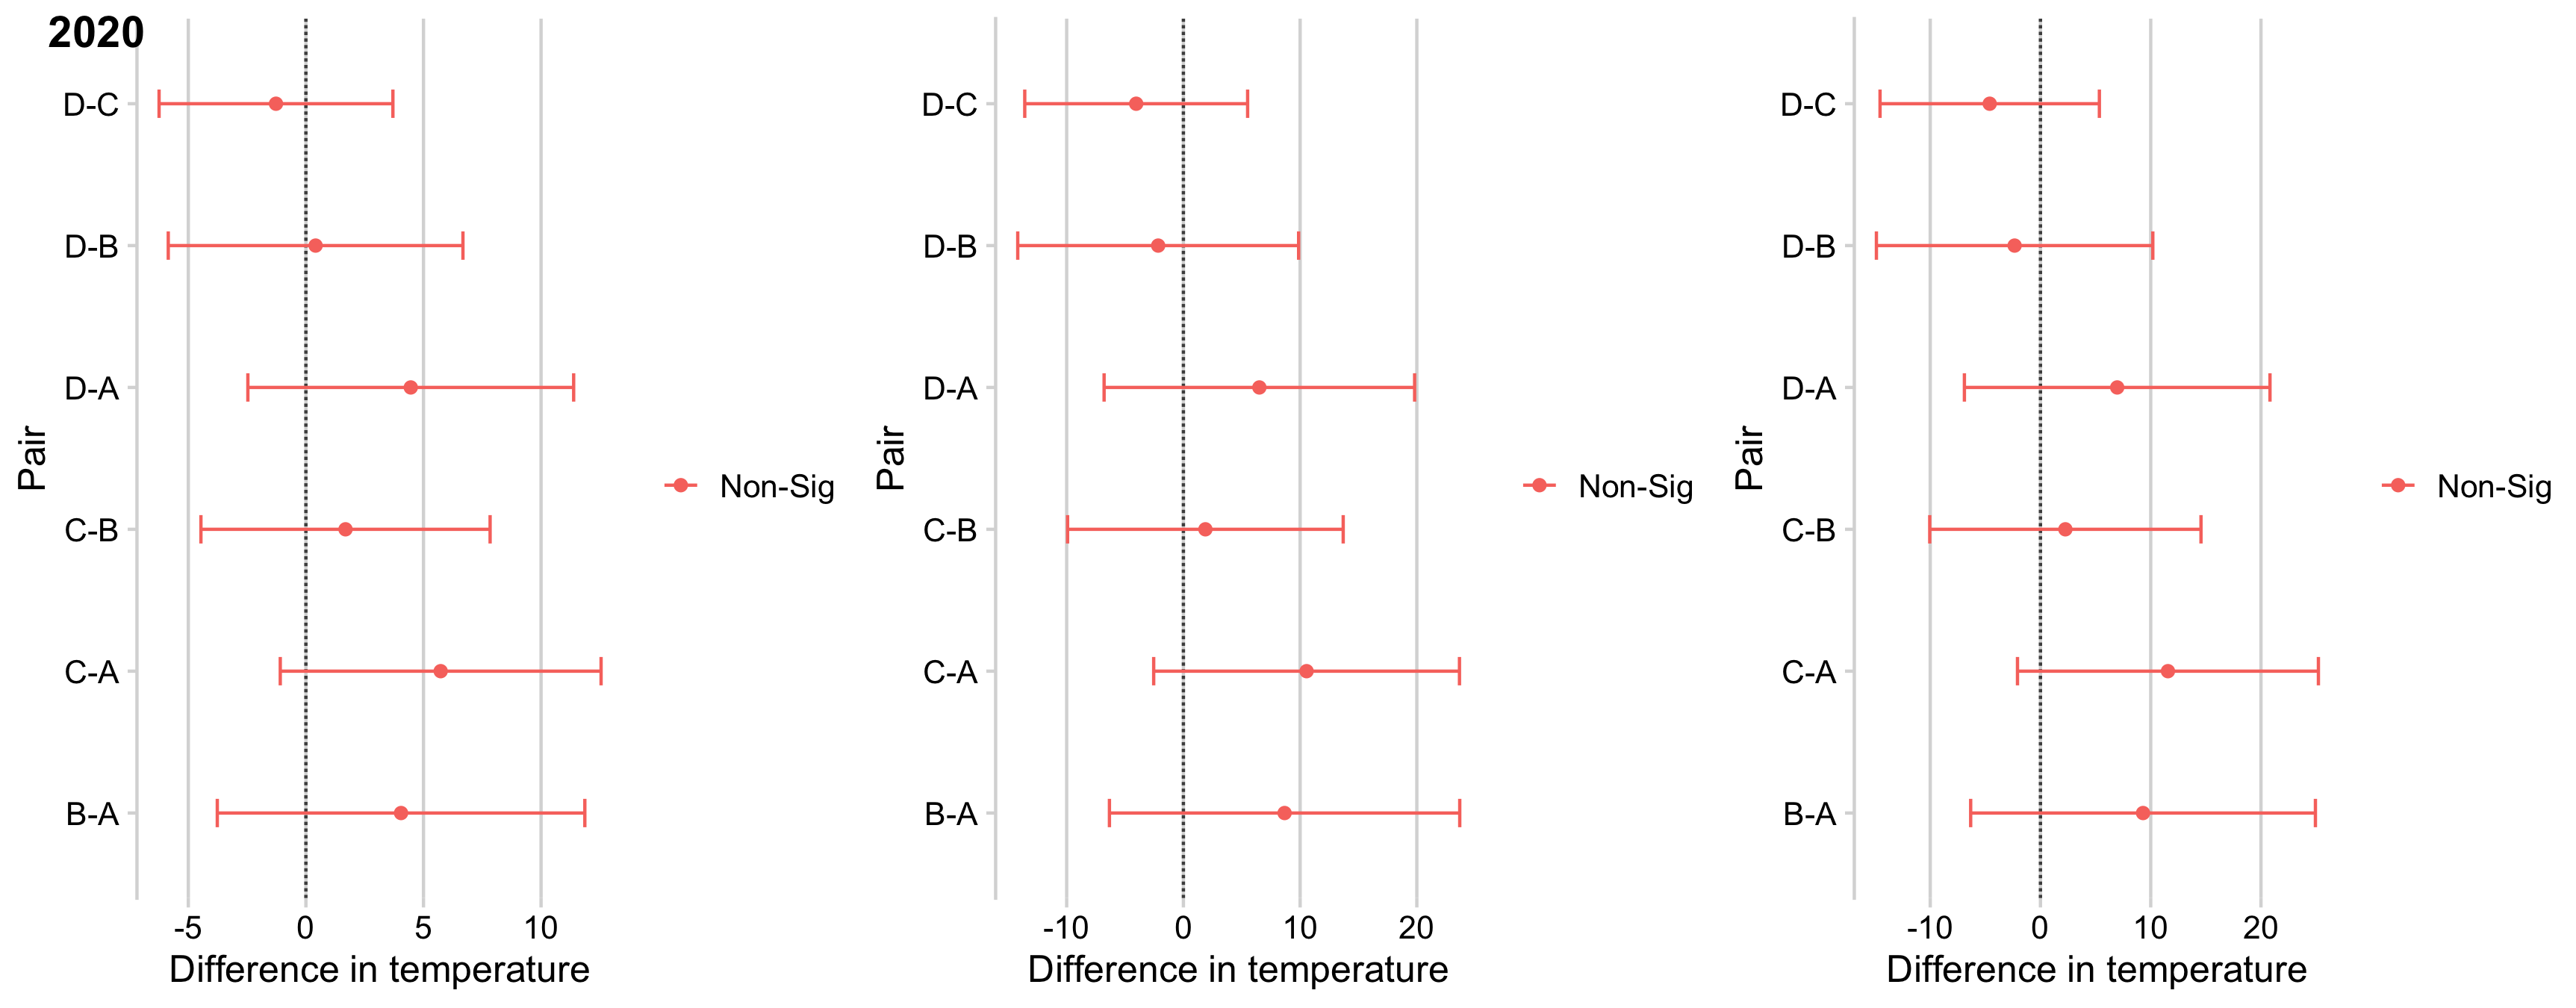 2020
D-C
D-B
D-A
C-B
C-A
B-A
Pair
-5 0 5 10
Difference in temperature
Non-Sig
D-C
D-B
D-A
C-B
C-A
B-A
Pair
-10 0 10 20
Difference in temperature
Non-Sig
D-C
D-B
D-A
C-B
C-A
B-A
Pair
-10 0 10 20
Difference in temperature
Non-Sig